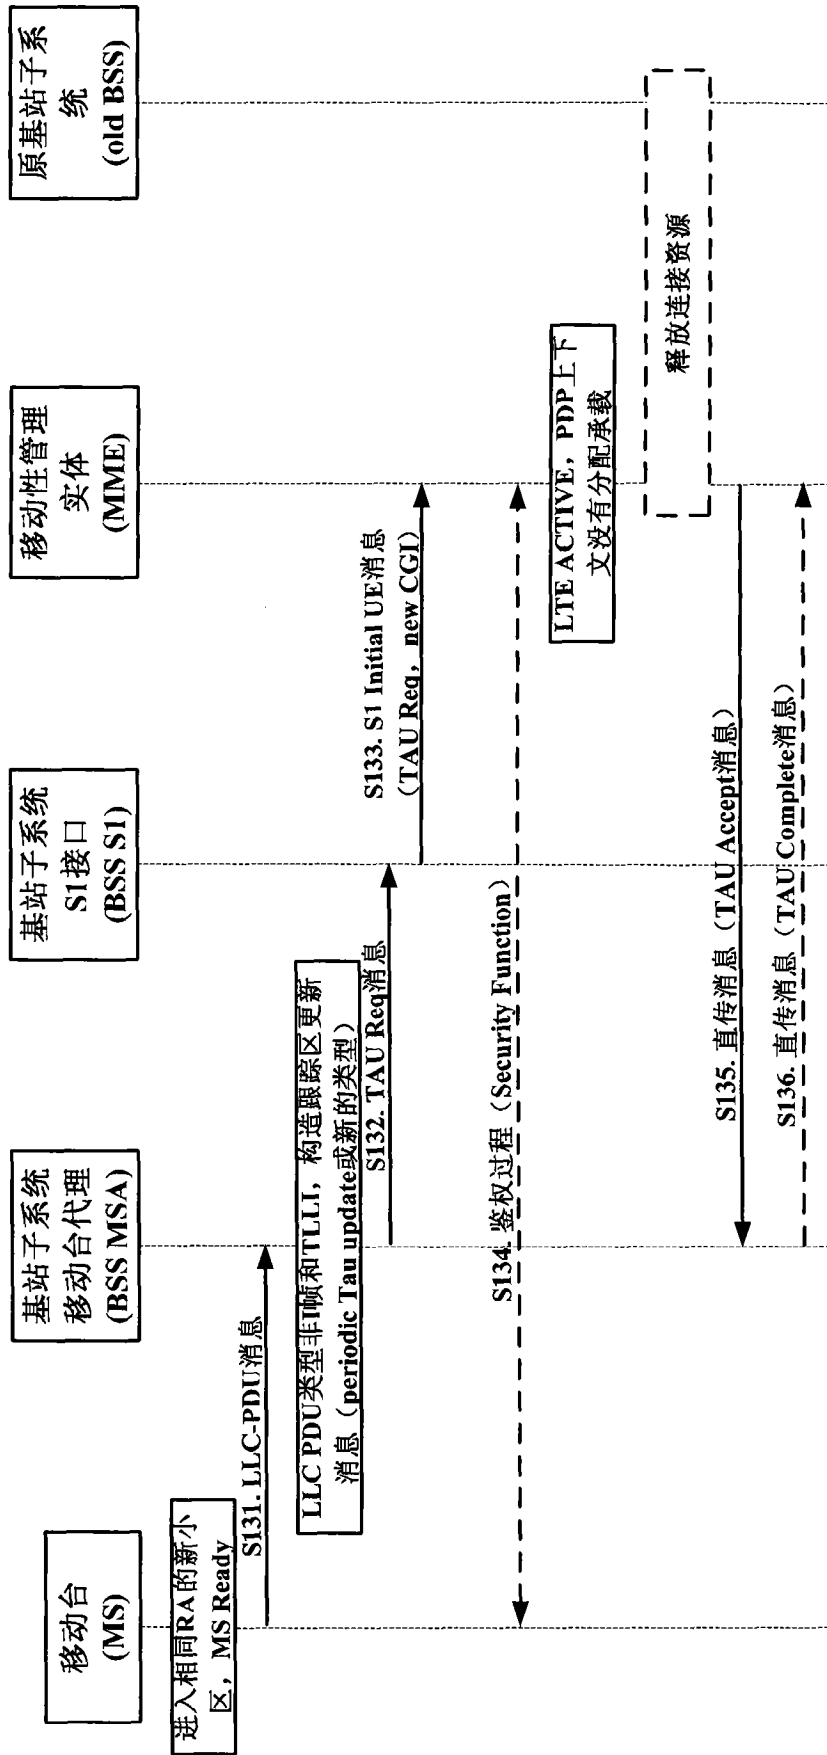 移动台
(MS)
基站子系统
移动台代理
(BSS MSA)
基站子系统
S1接口
(BSS S1)
移动性管理
实体
(MME)
原基站子系
统
(old BSS)
进入相同RA的新小
区，MS Ready
S131. LLC-PDU消息
LLC PDU类型非I帧和TLLI，构造跟踪区更新
消息（periodic Tau update或新的类型）
S132. TAU Req消息
S133. S1 Initial UE消息
（TAU Req，new CGI）
S134. 鉴权过程（Security Function）
LTE ACTIVE，PDP上下
文没有分配承载
释放连接资源
S135. 直传消息（TAU Accept消息）
S136. 直传消息（TAU Complete消息）